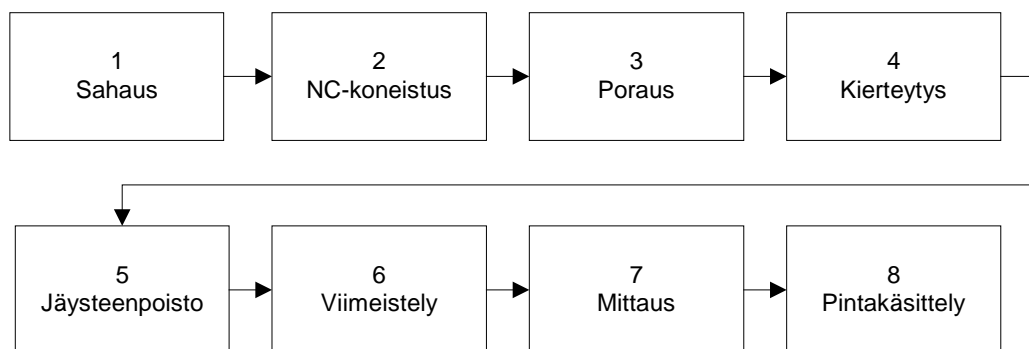 1
Sahaus
2
NC-koneistus
3
Poraus
4
Kierteytys
5
Jäysteenpoisto
6
Viimeistely
7
Mittaus
8
Pintakäsittely